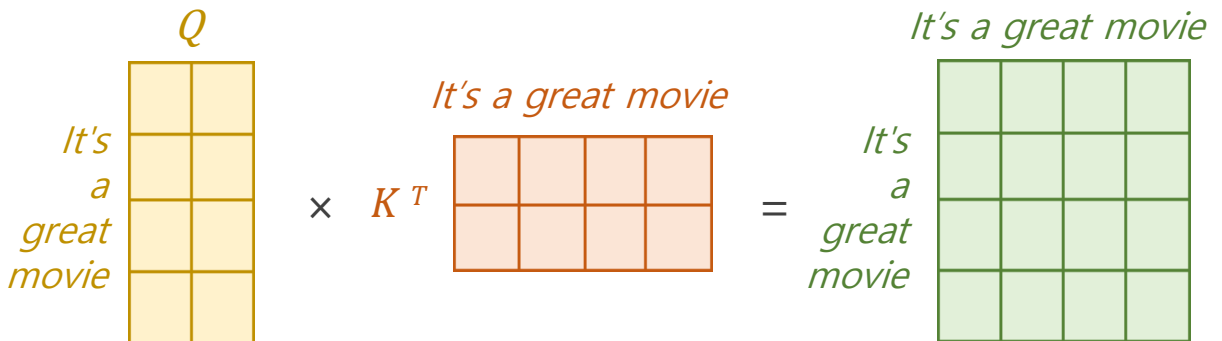 Q
It's
a
great
movie
×
It's a great movie
K T
=
It's a great movie
It's
a
great
movie